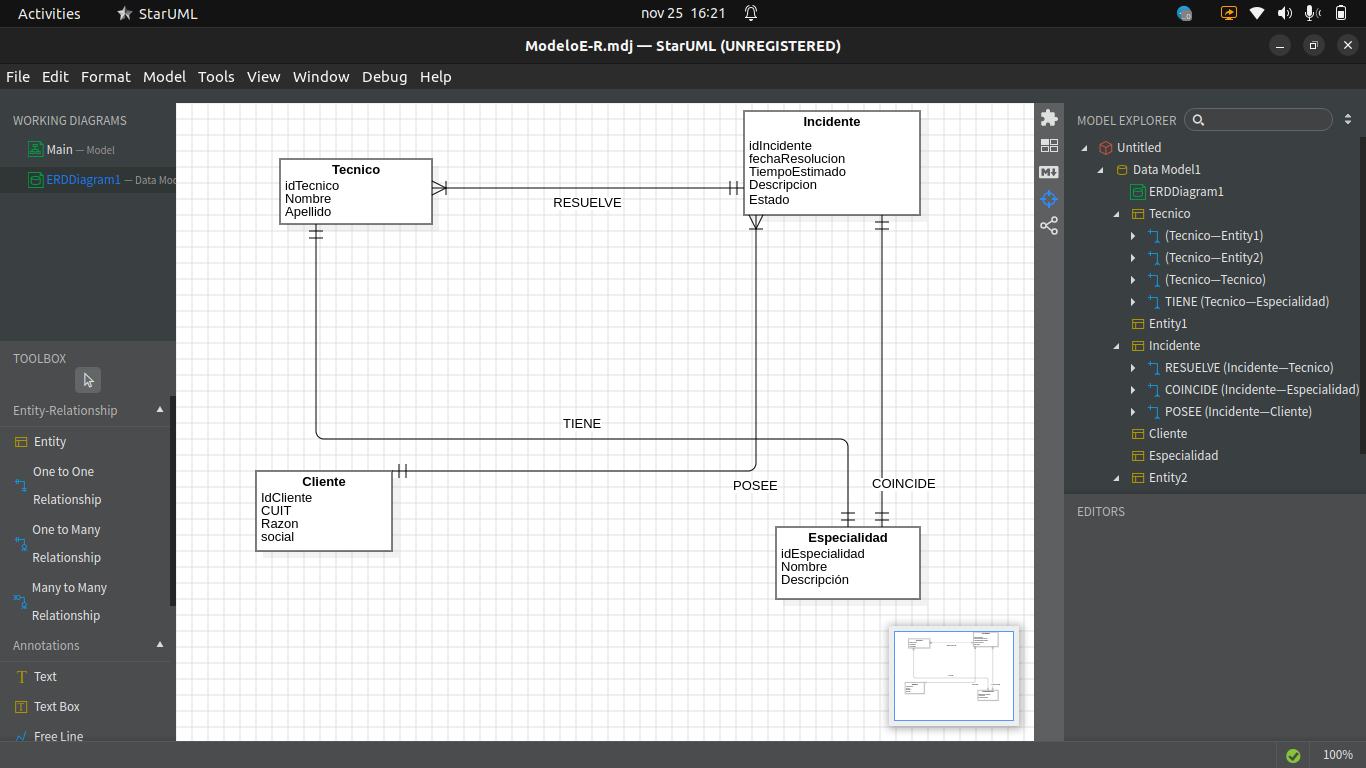 Activities
StarUML
nov 25 16:21
ModeloE-R.mdj — StarUML (UNREGISTERED)
File Edit Format Model Tools View Window Debug Help
WORKING DIAGRAMS
Main — Model
ERDDiagram1 — Data Moc
TOOLBOX
Entity-Relationship
Entity
One to One
Relationship
One to Many
Relationship
Many to Many
Relationship
Annotations
Text
Text Box
Free Line
Tecnico
idTecnico
Nombre
Apellido
RESUELVE
Incidente
idIncidente
fechaResolucion
TiempoEstimado
Descripcion
Estado
TIENE
Cliente
IdCliente
CUIT
Razon
social
POSEE
COINCIDE
Especialidad
idEspecialidad
Nombre
Descripción
MODEL EXPLORER
Untitled
Data Model1
ERDDiagram1
Tecnico
(Tecnico—Entity1)
(Tecnico—Entity2)
(Tecnico—Tecnico)
TIENE (Tecnico—Especialidad)
Entity1
Incidente
RESUELVE (Incidente—Tecnico)
COINCIDE (Incidente—Especialidad)
POSEE (Incidente—Cliente)
Cliente
Especialidad
Entity2
EDITORS
100%